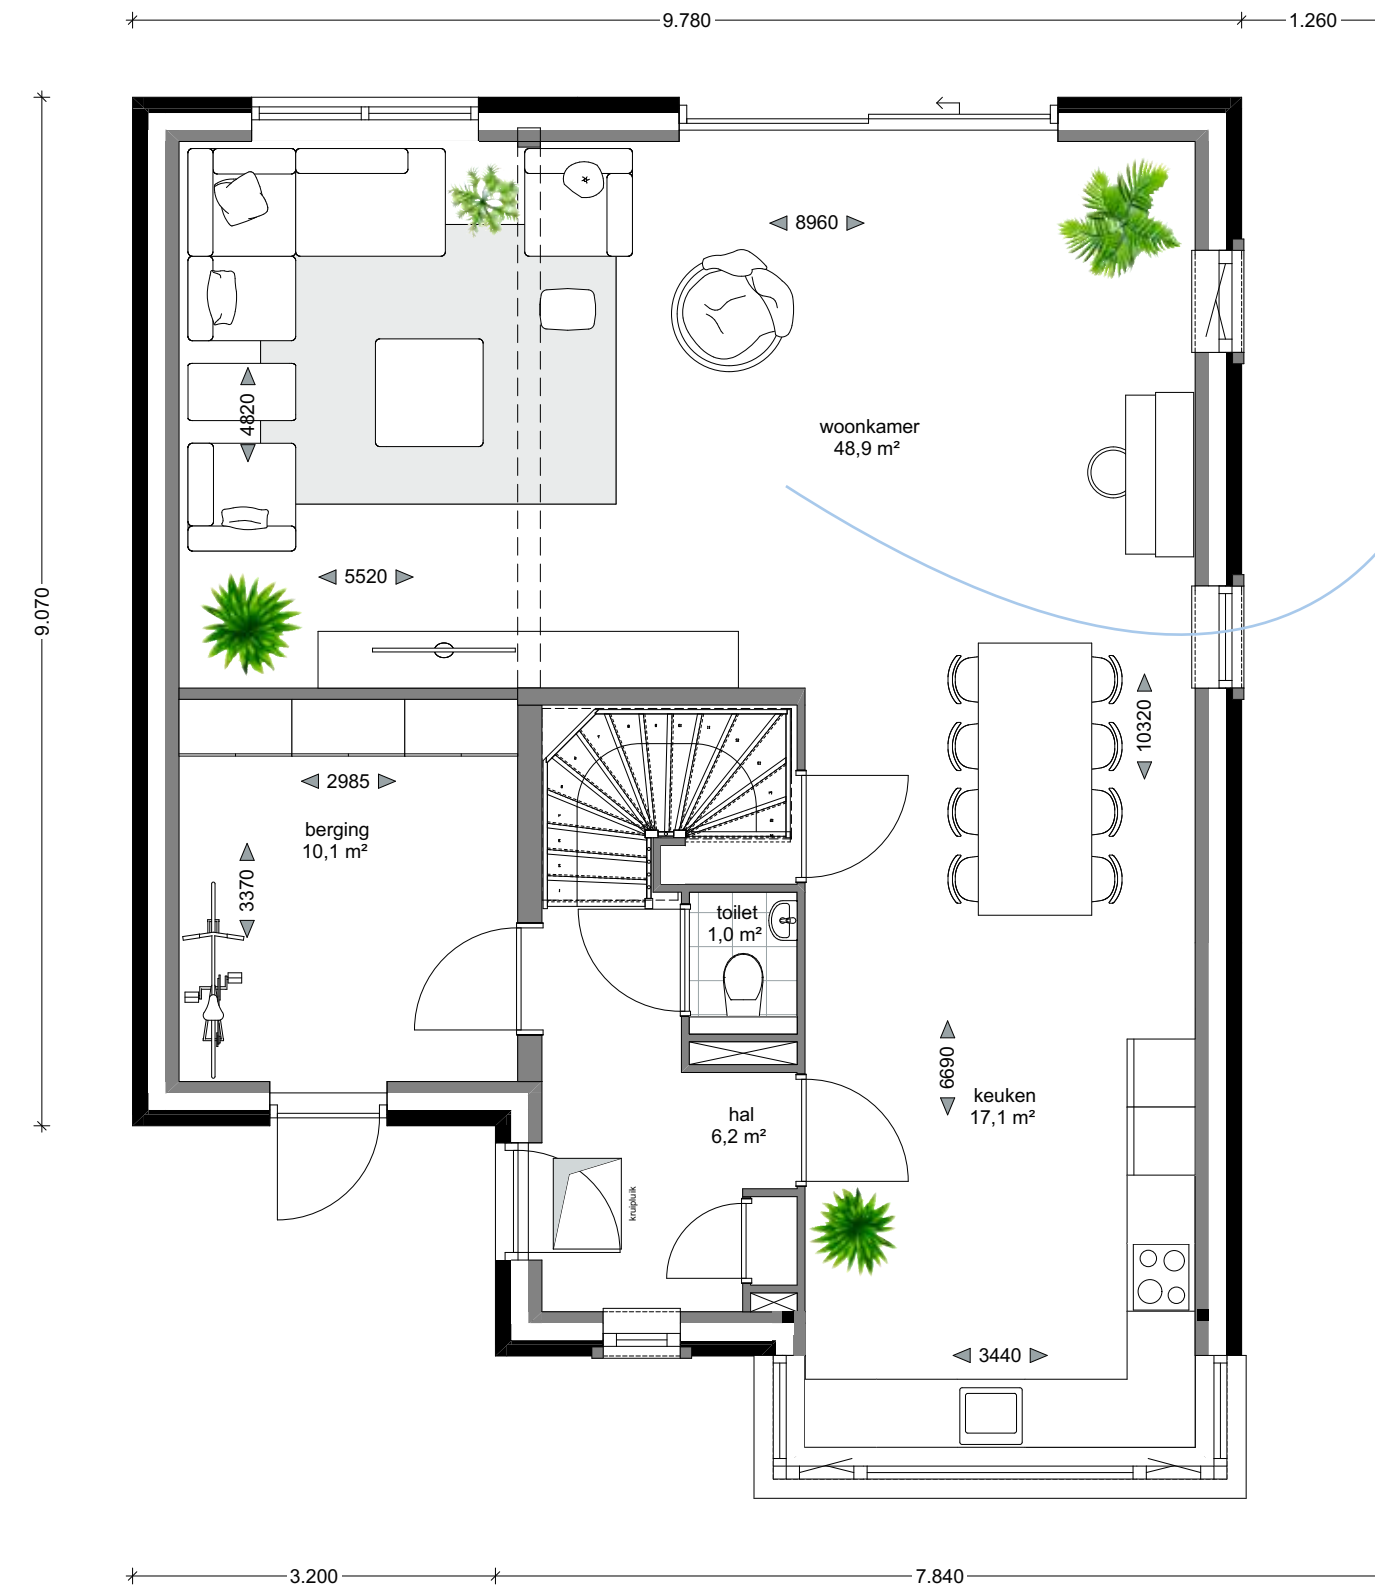 9.780
1.260
8960
4820
woonkamer
48,9 m²
5520
9.070
10320
2985
berging
10,1 m²
3370
toilet
1,0 m²
6690
keuken
17,1 m²
hal
6,2 m²
kruipluik
3440
3.200
7.840